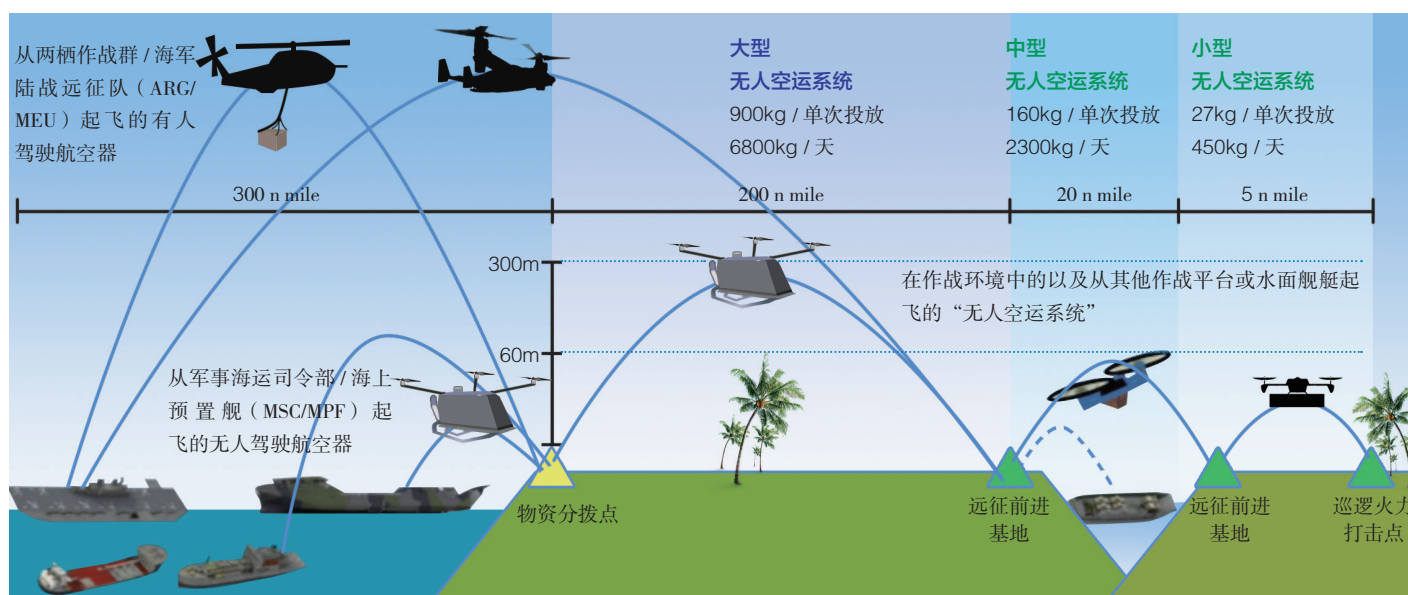 从两栖作战群/海军
陆战远征队（ARG/
MEU）起飞的有人
驾驶航空器
大型
无人空运系统
900kg/单次投放
6800kg/天
中型
无人空运系统
160kg/单次投放
2300kg/天
小型
无人空运系统
27kg/单次投放
450kg/天
300 n mile
200 n mile
20 n mile
5 n mile
300m
60m
在作战环境中的以及从其他作战平台或水面舰艇起
飞的“无人空运系统”
从军事海运司令部/海上
预置舰（MSC/MPF）起
飞的无人驾驶航空器
物资分拨点
远征前进
基地
远征前进
基地
巡逻火力
打击点